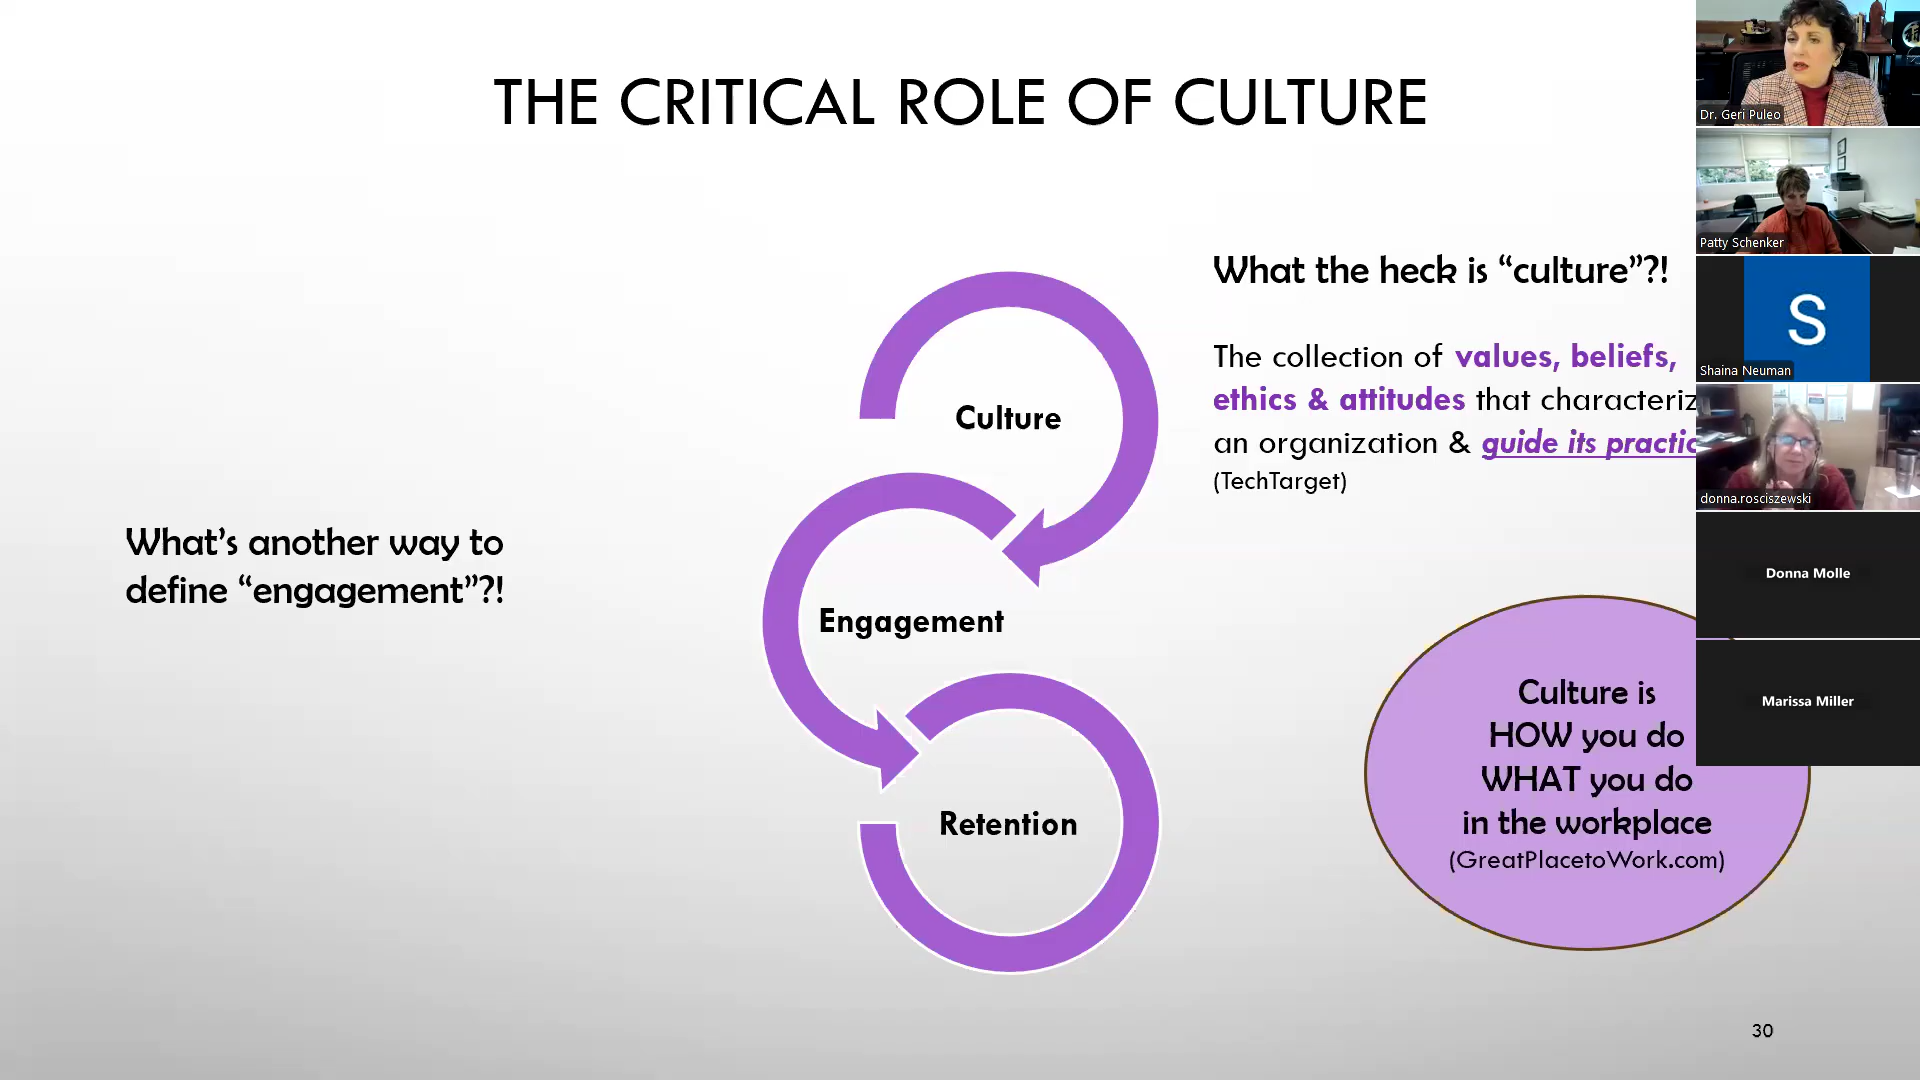 THE CRITICAL ROLE OF CULTURE
What the heck is “culture”?!
The collection of values, beliefs,
ethics & attitudes that characteriz
an organization & guide its practic
(TechTarget)
What’s another way to
define “engagement”?!
Culture
Engagement
Retention
Culture is
HOW you do
WHAT you do
in the workplace
(GreatPlacetoWork.com)
30
Dr. Geri Puleo
Patty Schenker
S
Shaina Neuman
donna.rosciszewski
Donna Molle
Marissa Miller